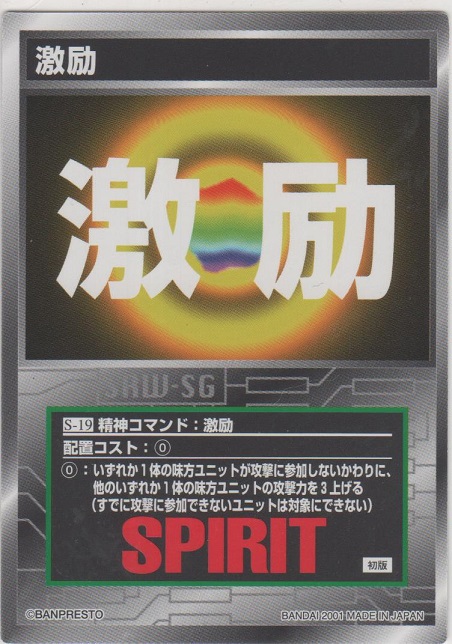 激励
激励
SRW-SG
S-19 精神コマンド：激励
配置コスト：⓪
⓪：いずれか1体の味方ユニットが攻撃に参加しないかわりに、
他のいずれか1体の味方ユニットの攻撃力を3上げる
（すでに攻撃に参加できないユニットは対象にできない）
SPIRIT
初版
©BANPRESTO
BANDAI 2001 MADE IN JAPAN